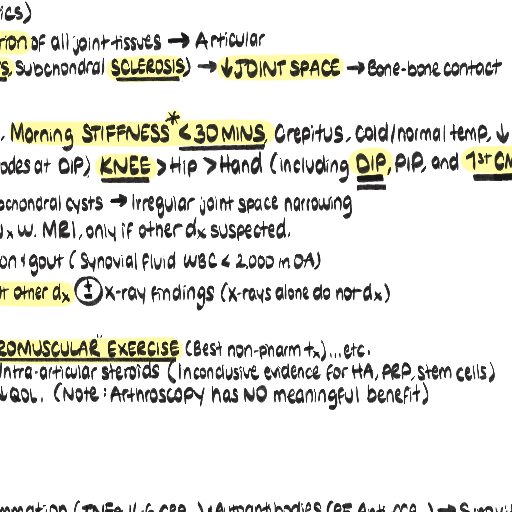 ics)
ion of all joint tissues → Articular
s, Subchondral SCLEROSIS) → ↓JOINT SPACE → Bone-bone contact
. Morning STIFFNESS* < 30 MINS, Crepitus, Cold/normal temp, ↓
odes at DIP) KNEE > Hip > Hand (including DIP, PIP, and 1st CM
bchondral cysts → Irregular joint space narrowing
x w. MRI, only if other dx suspected.
on & gout (Synovial fluid WBC < 2,000 in OA)
t other dx ± X-ray findings (X-rays alone do not dx)
ROMUSCULAR EXERCISE (Best non-pharm tx)...etc.
Intra-articular steroids (Inconclusive evidence for HA, PRP, stem cells)
↓QOL. (Note: Arthroscopy has NO meaningful benefit)